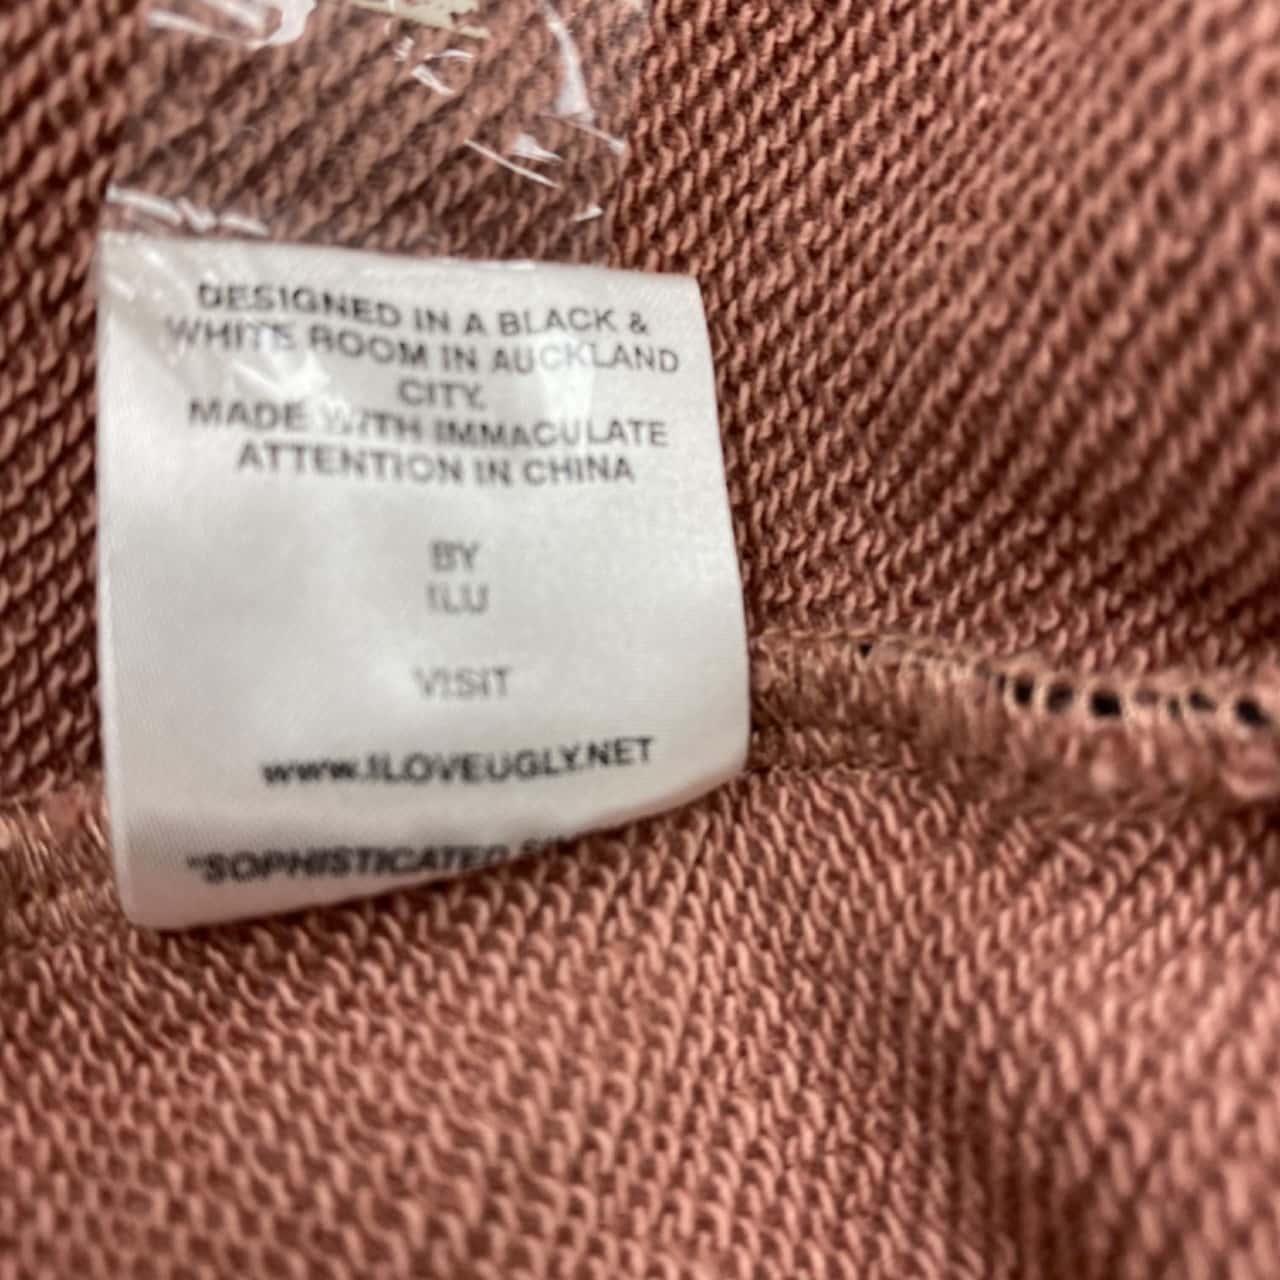 DESIGNED IN A BLACK &
WHITE ROOM IN AUCKLAND
CITY.
MADE WITH IMMACULATE
ATTENTION IN CHINA
BY
ILU
VISIT
www.ILOVEUGLY.NET
"SOPHISTICATED